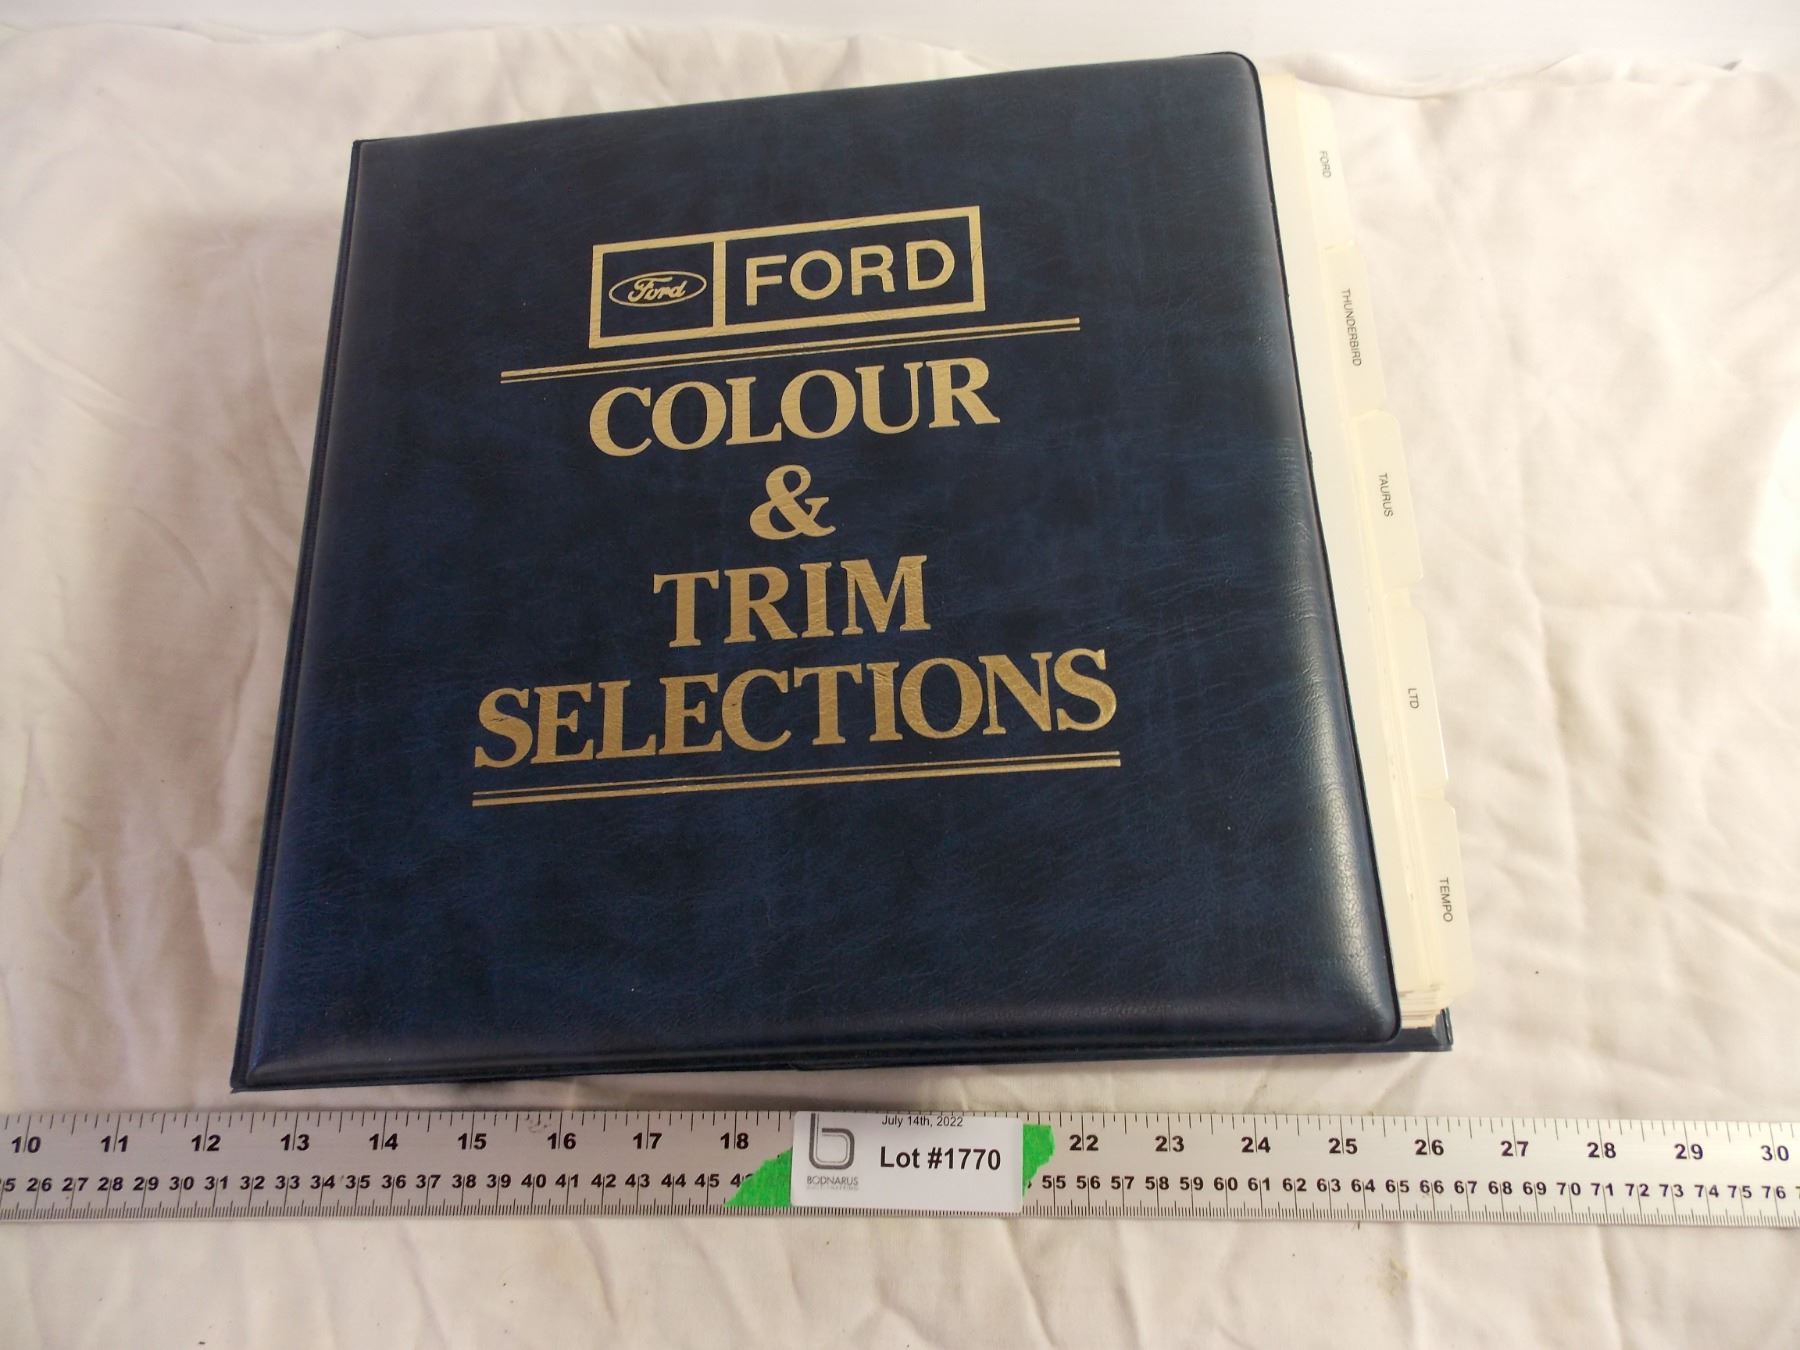 Ford FORD
COLOUR
&
TRIM
SELECTIONS
FORD
THUNDERBIRD
TAURUS
LTD
TEMPO
10 11 12 13 14 15 16 17 18 22 23 24 25 26 27 28 29 30
July 14th, 2022
Lot #1770
BODNARUS
26 27 28 29 30 31 32 33 34 35 36 37 38 39 40 41 42 43 44 45 55 56 57 58 59 60 61 62 63 64 65 66 67 68 69 70 71 72 73 74 75 76